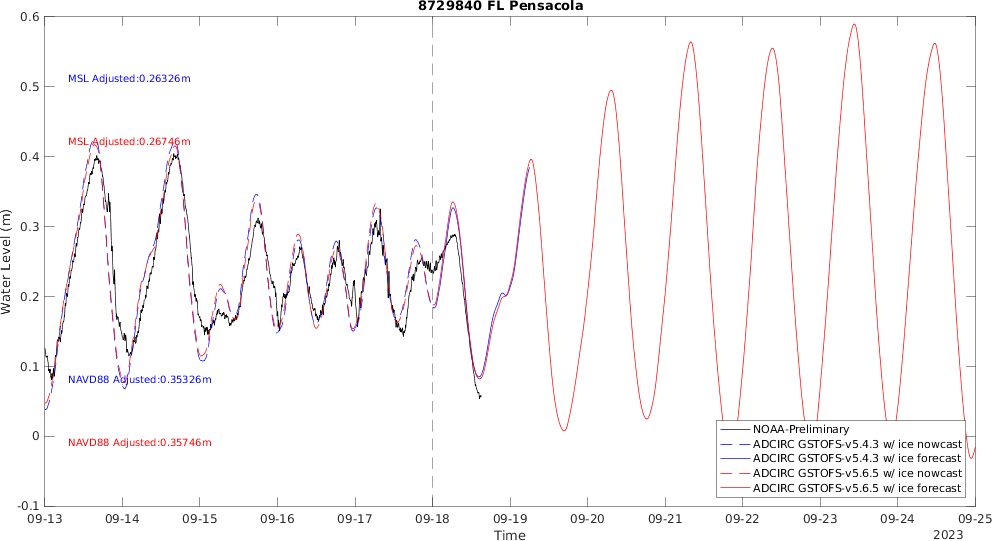 8729840 FL Pensacola
0.6
0.5
0.4
0.3
0.2
0.1
0
-0.1
Water Level (m)
MSL Adjusted:0.26326m
MSL Adjusted:0.26746m
NAVD88 Adjusted:0.35326m
NAVD88 Adjusted:0.35746m
NOAA-Preliminary
ADCIRC GSTOFS-v5.4.3 w/ ice nowcast
ADCIRC GSTOFS-v5.4.3 w/ ice forecast
ADCIRC GSTOFS-v5.6.5 w/ ice nowcast
ADCIRC GSTOFS-v5.6.5 w/ ice forecast
09-13 09-14 09-15 09-16 09-17 09-18 09-19 09-20 09-21 09-22 09-23 09-24 09-25
Time
2023